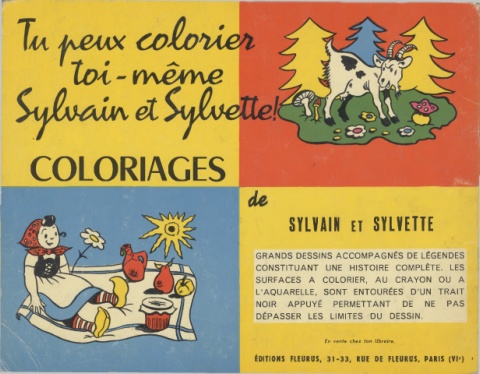 Tu peux colorier
toi-même
Sylvain et Sylvette!
COLORIAGES
de
SYLVAIN ET SYLVETTE
GRANDS DESSINS ACCOMPAGNÉS DE LÉGENDES
CONSTITUANT UNE HISTOIRE COMPLÈTE. LES
SURFACES A COLORIER, AU CRAYON OU A
L'AQUARELLE, SONT ENTOURÉES D'UN TRAIT
NOIR APPUYÉ PERMETTANT DE NE PAS
DÉPASSER LES LIMITES DU DESSIN.
En vente chez ton libraire.
ÉDITIONS FLEURUS, 31-33, RUE DE FLEURUS, PARIS (VIe)